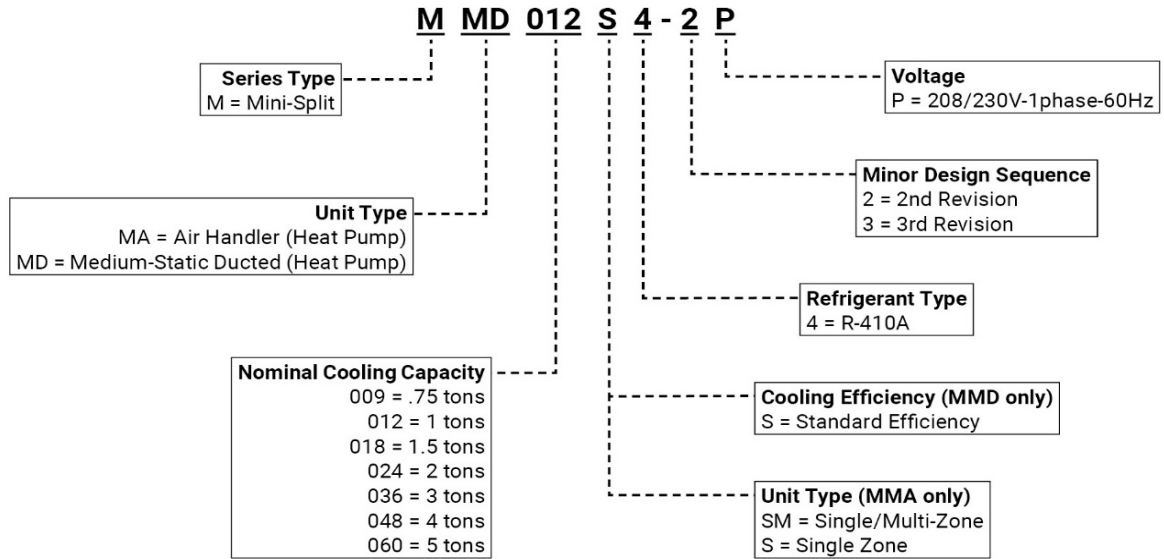 M MD 012 S 4 - 2 P
Series Type
M = Mini-Split
Voltage
P = 208/230V-1phase-60Hz
Unit Type
MA = Air Handler (Heat Pump)
MD = Medium-Static Ducted (Heat Pump)
Minor Design Sequence
2 = 2nd Revision
3 = 3rd Revision
Refrigerant Type
4 = R-410A
Nominal Cooling Capacity
009 = .75 tons
012 = 1 tons
018 = 1.5 tons
024 = 2 tons
036 = 3 tons
048 = 4 tons
060 = 5 tons
Cooling Efficiency (MMD only)
S = Standard Efficiency
Unit Type (MMA only)
SM = Single/Multi-Zone
S = Single Zone